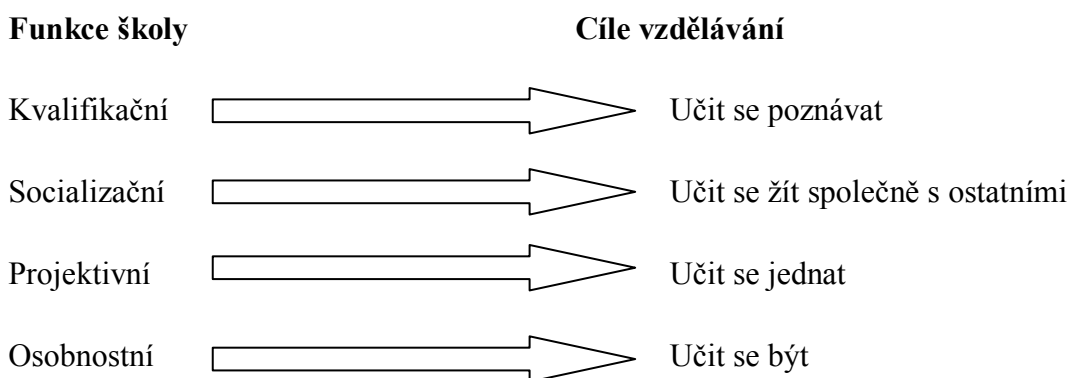 Funkce školy Cíle vzdělávání
Kvalifikační Učit se poznávat
Socializační Učit se žít společně s ostatními
Projektivní Učit se jednat
Osobnostní Učit se být